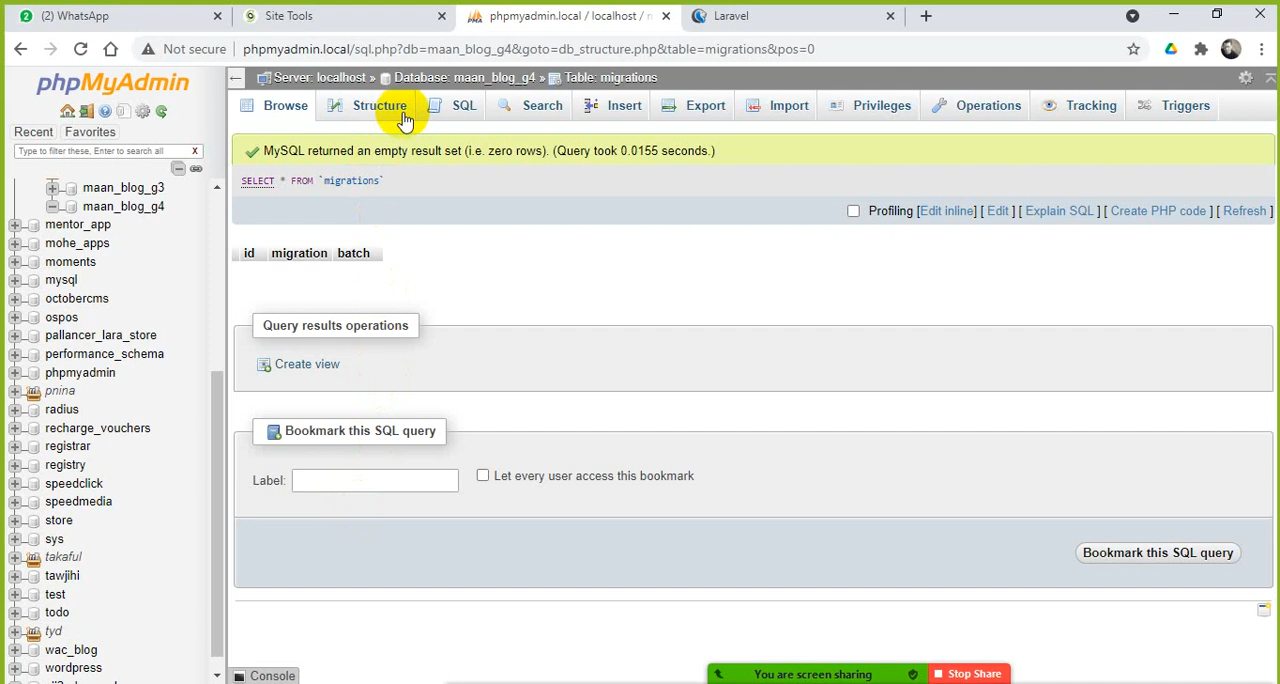 2 (2) WhatsApp
Site Tools
phpmyadmin.local / localhost / m
Laravel
Not secure
phpmyadmin.local/sql.php?db=maan_blog_g4&goto=db_structure.php&table=migrations&pos=0
phpMyAdmin
Server: localhost » Database: maan_blog_g4 » Table: migrations
Browse Structure SQL Search Insert Export Import Privileges Operations Tracking Triggers
Recent Favorites
Type to filter these, Enter to search all X
maan_blog_g3
maan_blog_g4
mentor_app
mohe_apps
moments
mysql
octobercms
ospos
pallancer_lara_store
performance_schema
phpmyadmin
pnina
radius
recharge_vouchers
registrar
registry
speedclick
speedmedia
store
sys
takaful
tawjihi
test
todo
tyd
wac_blog
wordpress
MySQL returned an empty result set (i.e. zero rows). (Query took 0.0155 seconds.)
SELECT * FROM `migrations`
Profiling [Edit inline] [ Edit ] [ Explain SQL ] [ Create PHP code ] [ Refresh ]
id migration batch
Query results operations
Create view
Bookmark this SQL query
Label:
Let every user access this bookmark
Bookmark this SQL query
Console
You are screen sharing
Stop Share